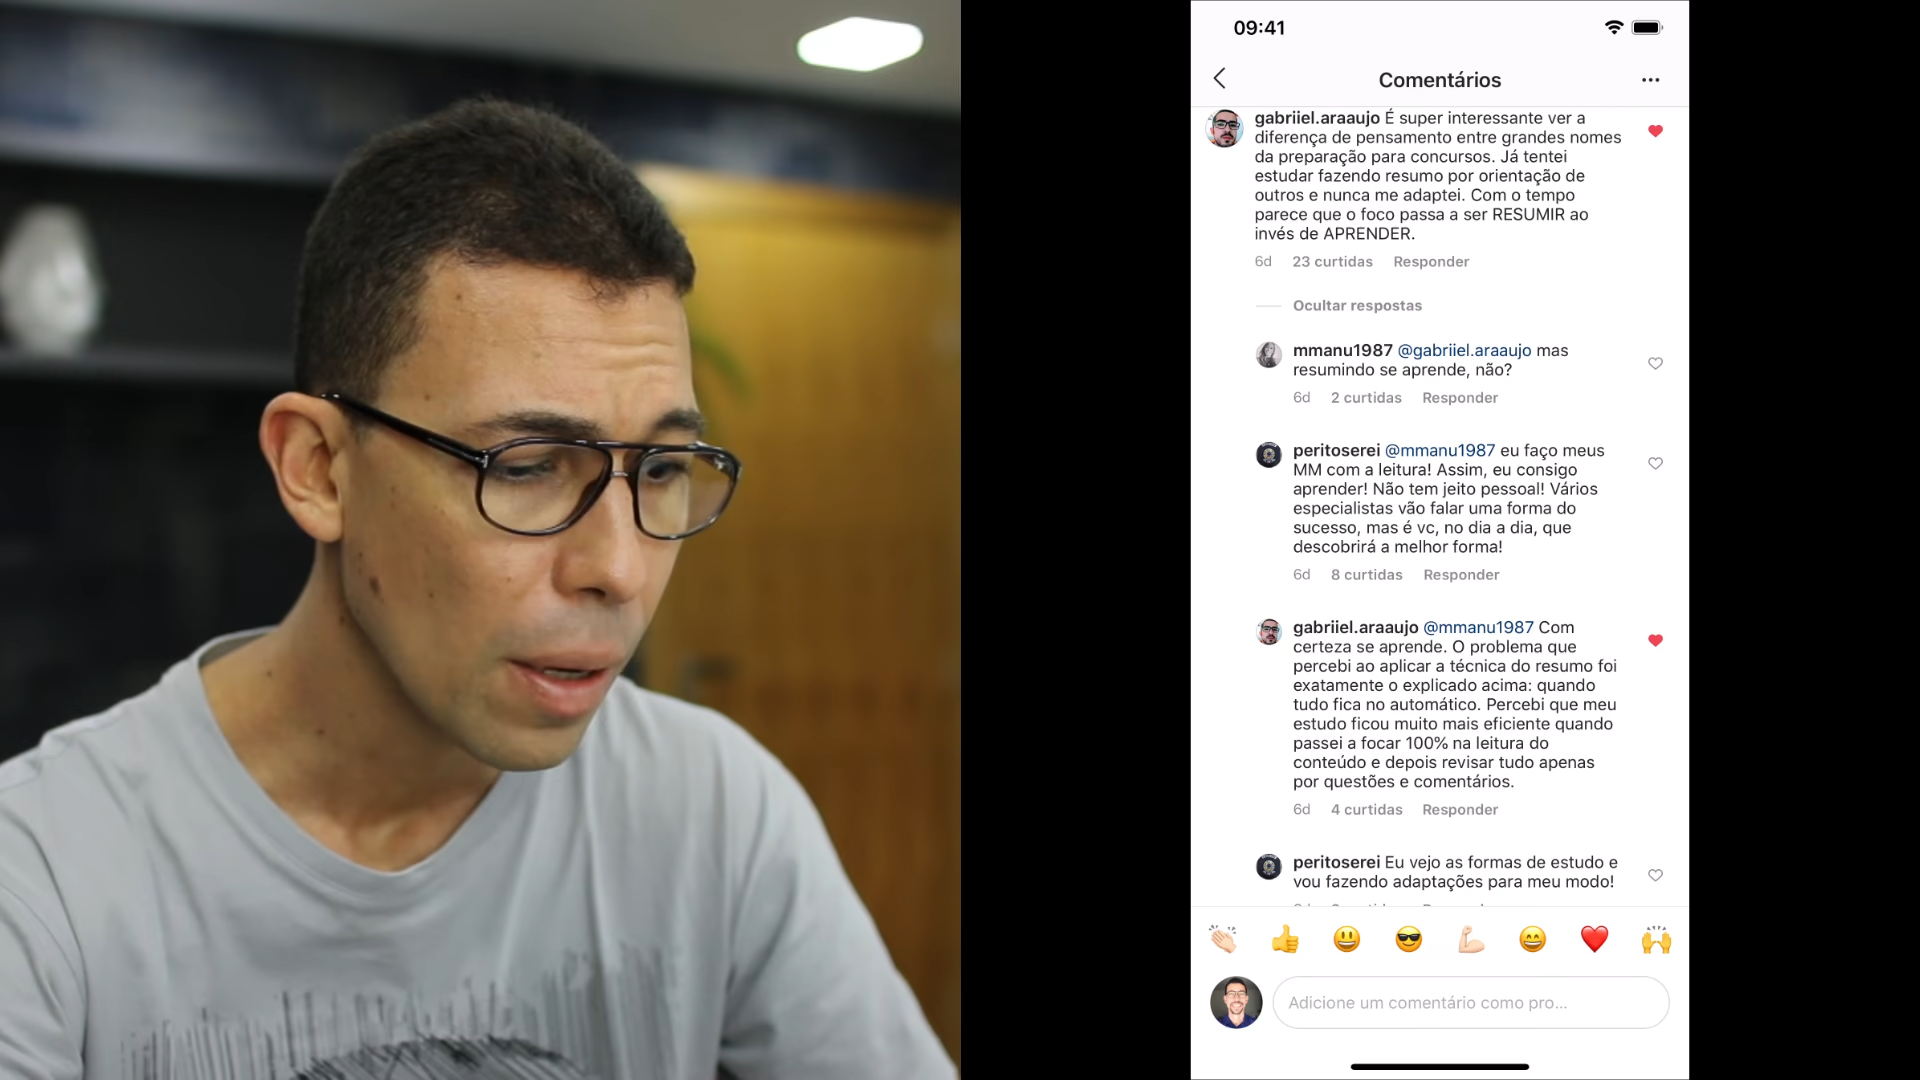 09:41
Comentários
gabriiel.araaujo É super interessante ver a
diferença de pensamento entre grandes nomes
da preparação para concursos. Já tentei
estudar fazendo resumo por orientação de
outros e nunca me adaptei. Com o tempo
parece que o foco passa a ser RESUMIR ao
invés de APRENDER.
6d 23 curtidas Responder
Ocultar respostas
mmanu1987 @gabriiel.araaujo mas
resumindo se aprende, não?
6d 2 curtidas Responder
peritoserei @mmanu1987 eu faço meus
MM com a leitura! Assim, eu consigo
aprender! Não tem jeito pessoal! Vários
especialistas vão falar uma forma do
sucesso, mas é vc, no dia a dia, que
descobrirá a melhor forma!
6d 8 curtidas Responder
gabriiel.araaujo @mmanu1987 Com
certeza se aprende. O problema que
percebi ao aplicar a técnica do resumo foi
exatamente o explicado acima: quando
tudo fica no automático. Percebi que meu
estudo ficou muito mais eficiente quando
passei a focar 100% na leitura do
conteúdo e depois revisar tudo apenas
por questões e comentários.
6d 4 curtidas Responder
peritoserei Eu vejo as formas de estudo e
vou fazendo adaptações para meu modo!
Adicione um comentário como pro...